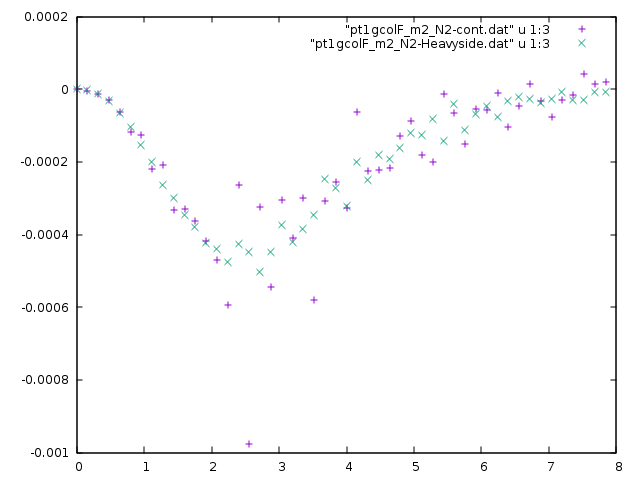 0.0002
0
-0.0002
-0.0004
-0.0006
-0.0008
-0.001
0 1 2 3 4 5 6 7 8
"pt1gcolF_m2_N2-cont.dat" u 1:3
"pt1gcolF_m2_N2-Heavyside.dat" u 1:3